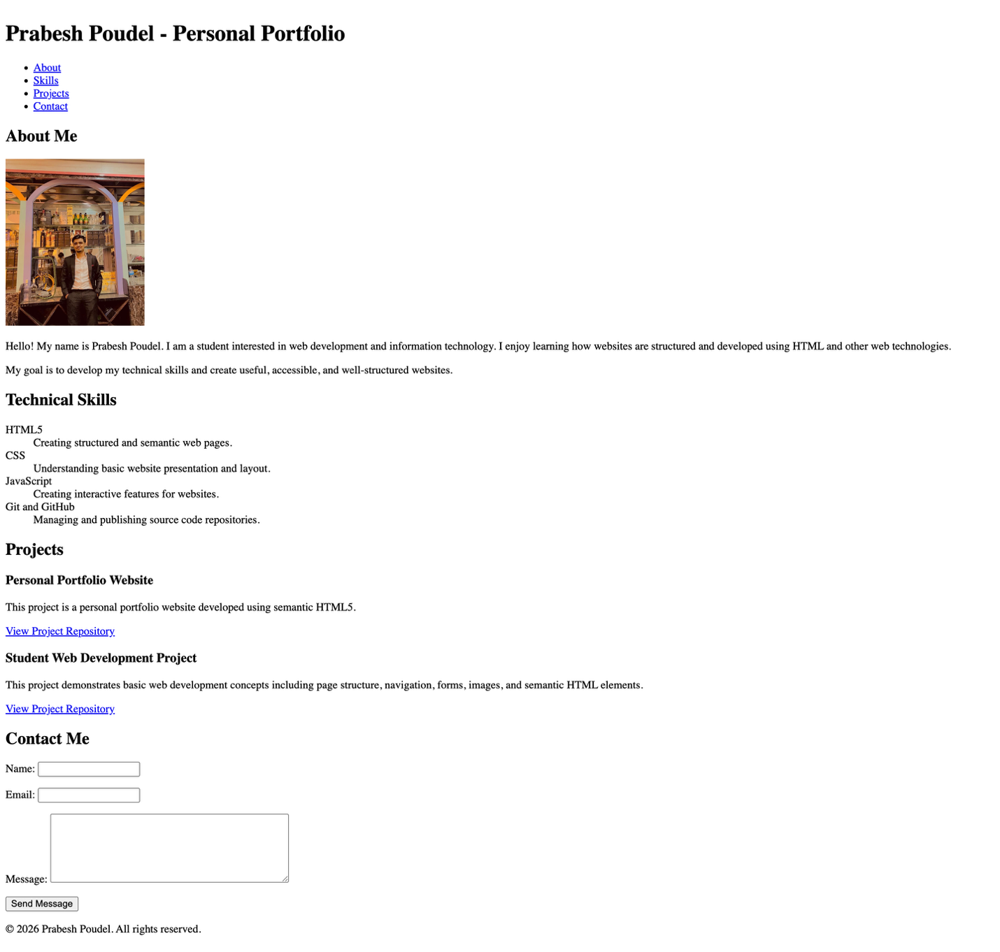 Prabesh Poudel - Personal Portfolio
About
Skills
Projects
Contact
About Me
Hello! My name is Prabesh Poudel. I am a student interested in web development and information technology. I enjoy learning how websites are structured and developed using HTML and other web technologies.
My goal is to develop my technical skills and create useful, accessible, and well-structured websites.
Technical Skills
HTML5
Creating structured and semantic web pages.
CSS
Understanding basic website presentation and layout.
JavaScript
Creating interactive features for websites.
Git and GitHub
Managing and publishing source code repositories.
Projects
Personal Portfolio Website
This project is a personal portfolio website developed using semantic HTML5.
View Project Repository
Student Web Development Project
This project demonstrates basic web development concepts including page structure, navigation, forms, images, and semantic HTML elements.
View Project Repository
Contact Me
Name:
Email:
Message:
Send Message
© 2026 Prabesh Poudel. All rights reserved.